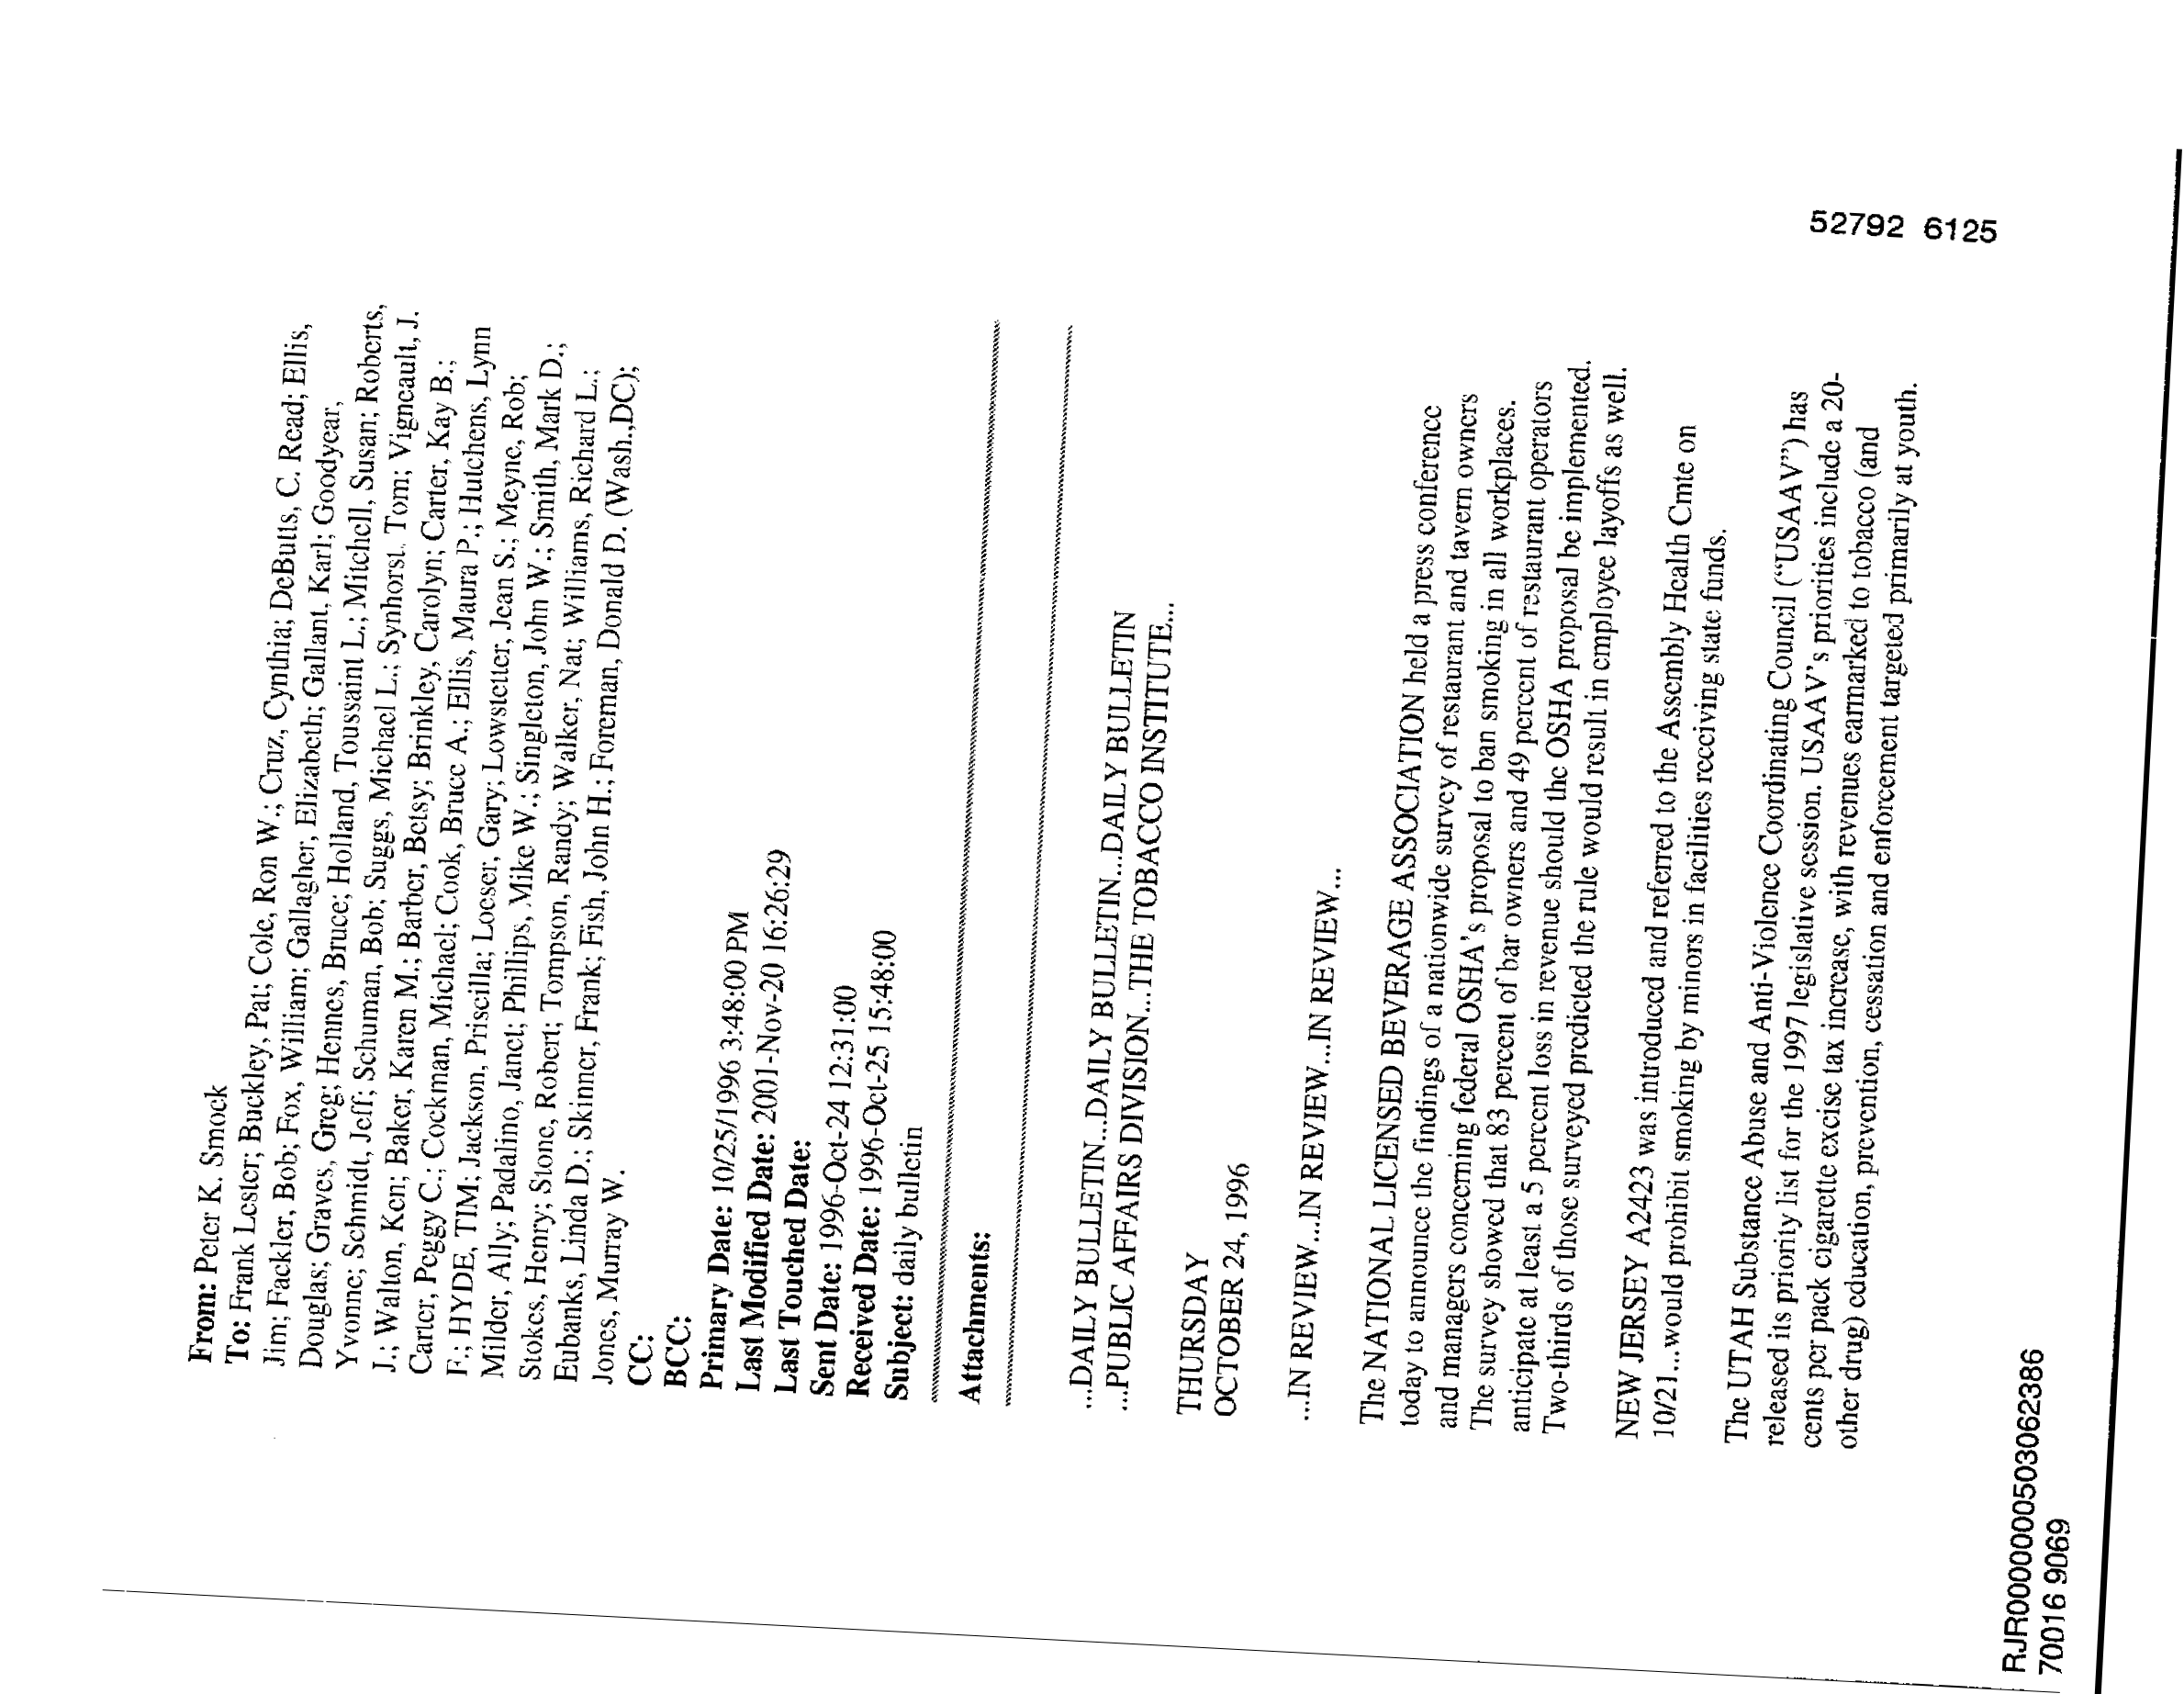 From: Peter K. Smock
To: Frank Lester; Buckley, Pat; Cole, Ron W.; Cruz, Cynthia; DeButts, C. Read; Ellis,
Jim; Fackler, Bob; Fox, William; Gallagher, Elizabeth; Gallant, Karl; Goodyear,
Douglas; Graves, Greg; Hennes, Bruce; Holland, Toussaint L.; Mitchell, Susan; Roberts,
Yvonne; Schmidt, Jeff; Schuman, Bob; Suggs, Michael L.; Synhorst, Tom; Vigneault, J.
J.; Walton, Ken; Baker, Karen M.; Barber, Betsy; Brinkley, Carolyn; Carter, Kay B.;
Carter, Peggy C.; Cockman, Michael; Cook, Bruce A.; Ellis, Maura P.; Hutchens, Lynn
F.; HYDE, TIM; Jackson, Priscilla; Loeser, Gary; Lowstetter, Jean S.; Meyne, Rob;
Milder, Ally; Padalino, Janet; Phillips, Mike W.; Singleton, John W.; Smith, Mark D.;
Stokes, Henry; Stone, Robert; Tompson, Randy; Walker, Nat; Williams, Richard L.;
Eubanks, Linda D.; Skinner, Frank; Fish, John H.; Foreman, Donald D. (Wash.,DC);
Jones, Murray W.
CC:
BCC:
Primary Date: 10/25/1996 3:48:00 PM
Last Modified Date: 2001-Nov-20 16:26:29
Last Touched Date:
Sent Date: 1996-Oct-24 12:31:00
Received Date: 1996-Oct-25 15:48:00
Subject: daily bulletin
Attachments:
...DAILY BULLETIN...DAILY BULLETIN...DAILY BULLETIN
...PUBLIC AFFAIRS DIVISION...THE TOBACCO INSTITUTE...
THURSDAY
OCTOBER 24, 1996
...IN REVIEW...IN REVIEW...IN REVIEW...
The NATIONAL LICENSED BEVERAGE ASSOCIATION held a press conference
today to announce the findings of a nationwide survey of restaurant and tavern owners
and managers concerning federal OSHA's proposal to ban smoking in all workplaces.
The survey showed that 83 percent of bar owners and 49 percent of restaurant operators
anticipate at least a 5 percent loss in revenue should the OSHA proposal be implemented.
Two-thirds of those surveyed predicted the rule would result in employee layoffs as well.
NEW JERSEY A2423 was introduced and referred to the Assembly Health Cmte on
10/21...would prohibit smoking by minors in facilities receiving state funds.
The UTAH Substance Abuse and Anti-Violence Coordinating Council ("USAAV") has
released its priority list for the 1997 legislative session. USAAV's priorities include a 20-
cents per pack cigarette excise tax increase, with revenues earmarked to tobacco (and
other drug) education, prevention, cessation and enforcement targeted primarily at youth.
RJR0000000503062386
70016 9069
52792 6125